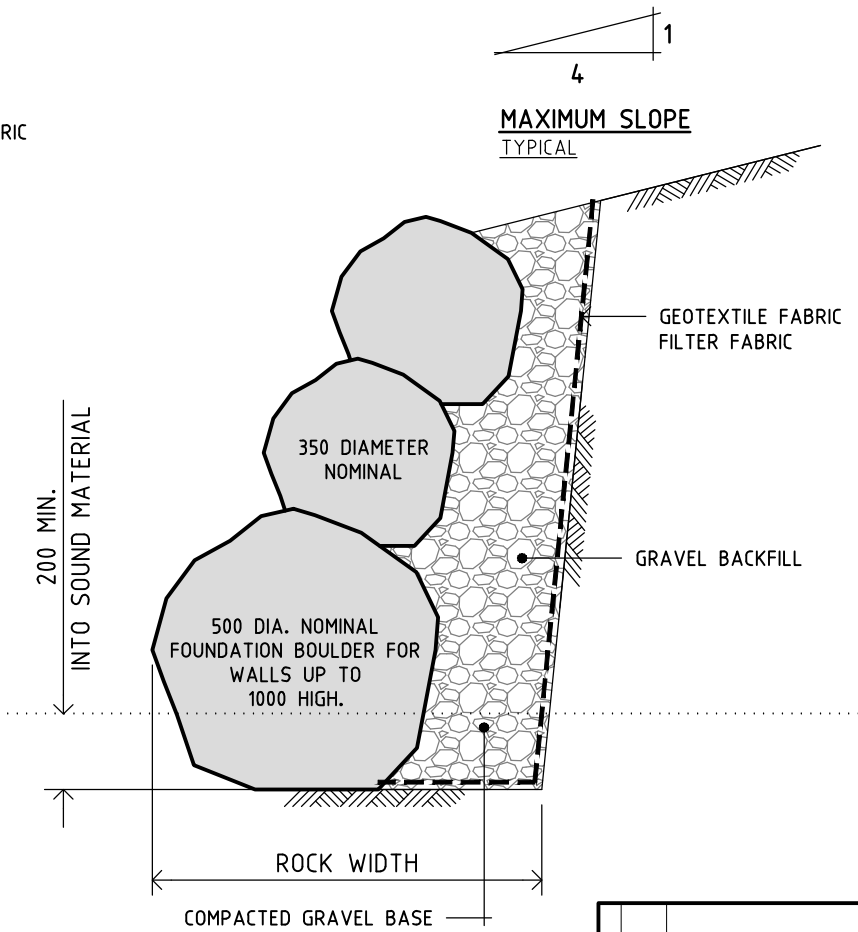 1
4
MAXIMUM SLOPE
TYPICAL
RIC
GEOTEXTILE FABRIC
FILTER FABRIC
350 DIAMETER
NOMINAL
200 MIN.
INTO SOUND MATERIAL
GRAVEL BACKFILL
500 DIA. NOMINAL
FOUNDATION BOULDER FOR
WALLS UP TO
1000 HIGH.
ROCK WIDTH
COMPACTED GRAVEL BASE